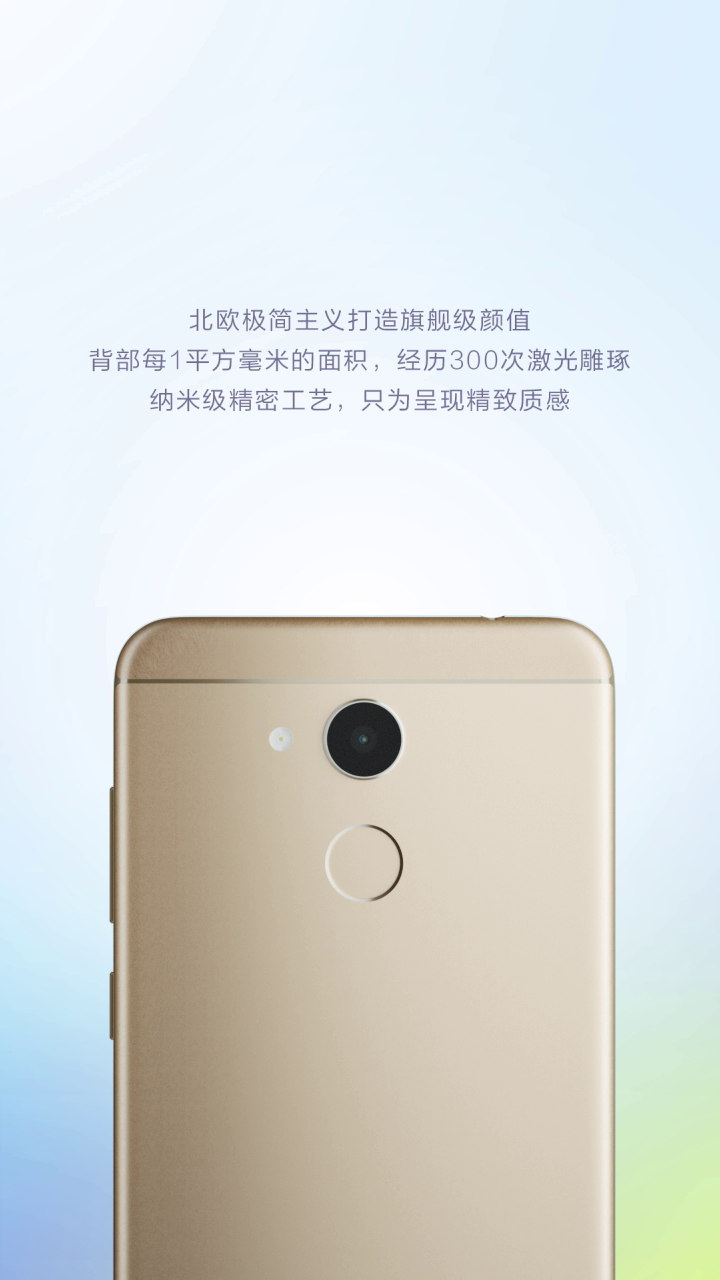 北欧极简主义打造旗舰级颜值
背部每1平方毫米的面积，经历300次激光雕琢
纳米级精密工艺，只为呈现精致质感